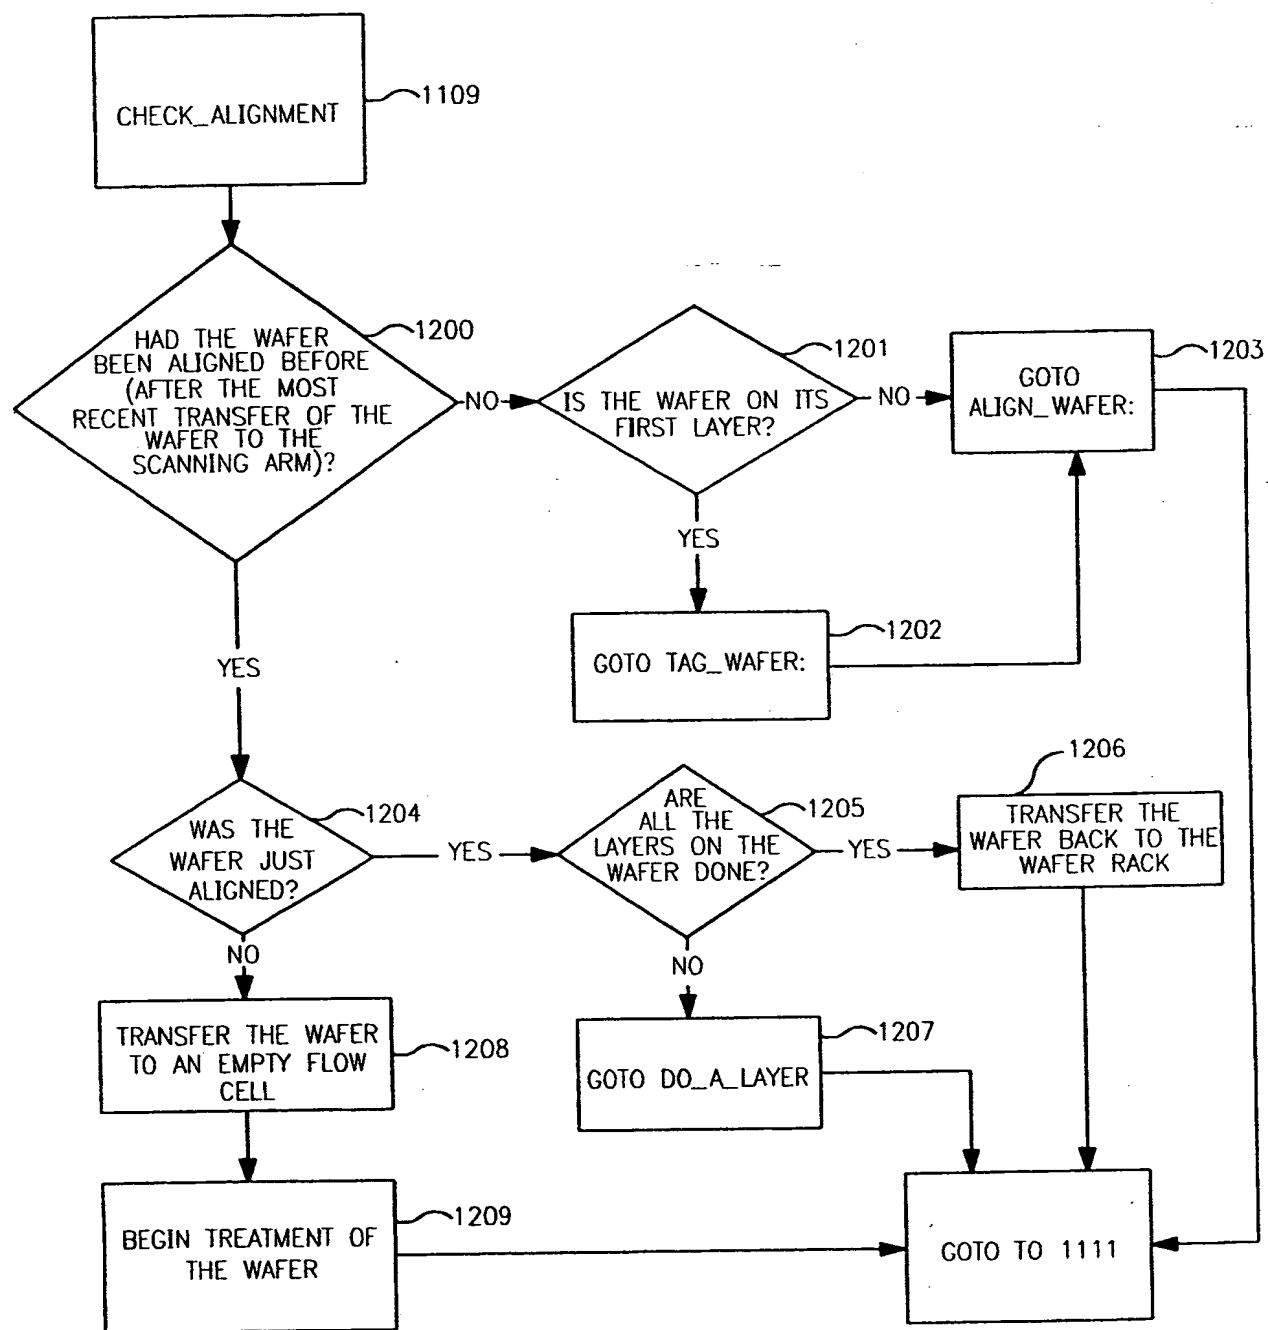 CHECK_ALIGNMENT
1109
HAD THE WAFER
BEEN ALIGNED BEFORE
(AFTER THE MOST
RECENT TRANSFER OF THE
WAFER TO THE
SCANNING ARM)?
1200
NO
IS THE WAFER ON ITS
FIRST LAYER?
1201
NO
GOTO
ALIGN_WAFER:
1203
YES
GOTO TAG_WAFER:
1202
YES
WAS THE
WAFER JUST
ALIGNED?
1204
YES
ARE
ALL THE
LAYERS ON THE
WAFER DONE?
1205
YES
TRANSFER THE
WAFER BACK TO THE
WAFER RACK
1206
NO
TRANSFER THE WAFER
TO AN EMPTY FLOW
CELL
1208
NO
GOTO DO_A_LAYER
1207
BEGIN TREATMENT OF
THE WAFER
1209
GOTO TO 1111